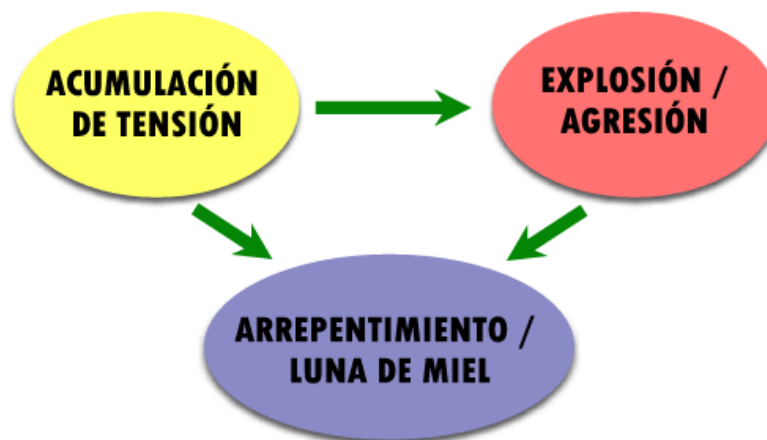 ACUMULACIÓN
DE TENSIÓN
EXPLOSIÓN /
AGRESIÓN
ARREPENTIMIENTO /
LUNA DE MIEL